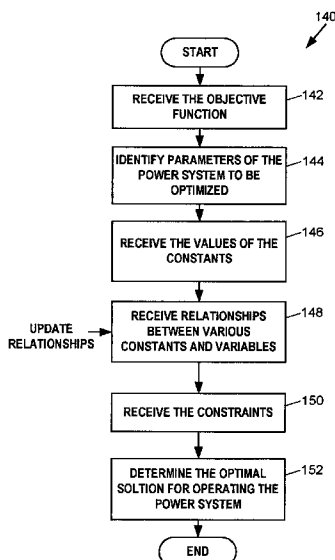 140
START
RECEIVE THE OBJECTIVE
FUNCTION
142
IDENTIFY PARAMETERS OF THE
POWER SYSTEM TO BE
OPTIMIZED
144
RECEIVE THE VALUES OF THE
CONSTANTS
146
UPDATE
RELATIONSHIPS
RECEIVE RELATIONSHIPS
BETWEEN VARIOUS
CONSTANTS AND VARIABLES
148
RECEIVE THE CONSTRAINTS
150
DETERMINE THE OPTIMAL
SOLTION FOR OPERATING THE
POWER SYSTEM
152
END